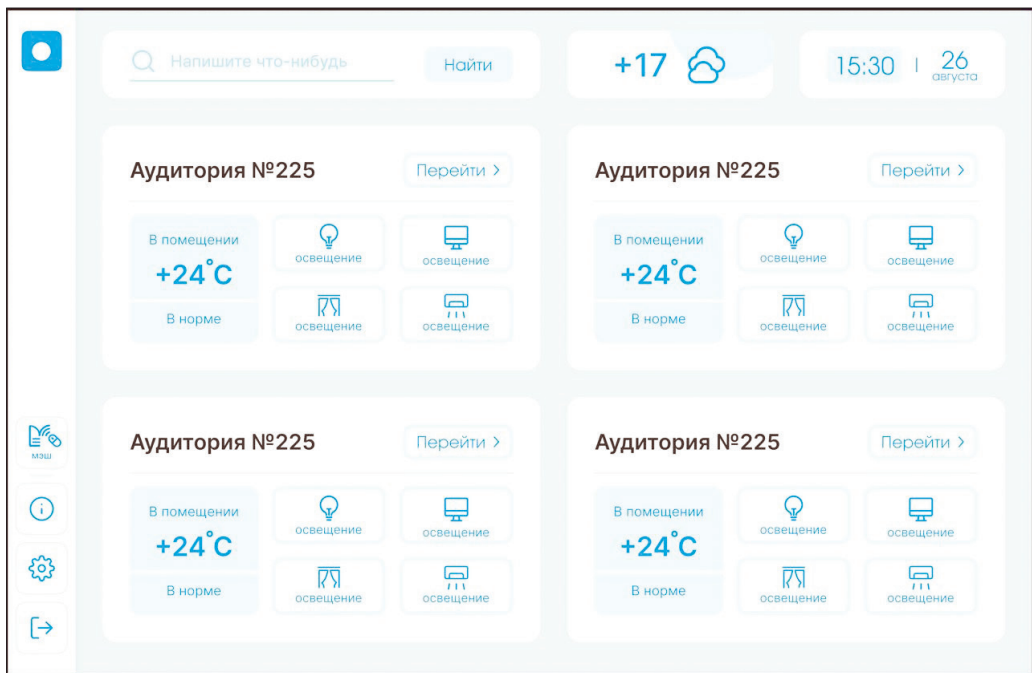 Напишите что-нибудь
Найти
+17
15:30 | 26 августа
Аудитория №225
Перейти >
В помещении
+24°C
В норме
освещение
освещение
освещение
освещение
Аудитория №225
Перейти >
В помещении
+24°C
В норме
освещение
освещение
освещение
освещение
маш
Аудитория №225
Перейти >
В помещении
+24°C
В норме
освещение
освещение
освещение
освещение
Аудитория №225
Перейти >
В помещении
+24°C
В норме
освещение
освещение
освещение
освещение